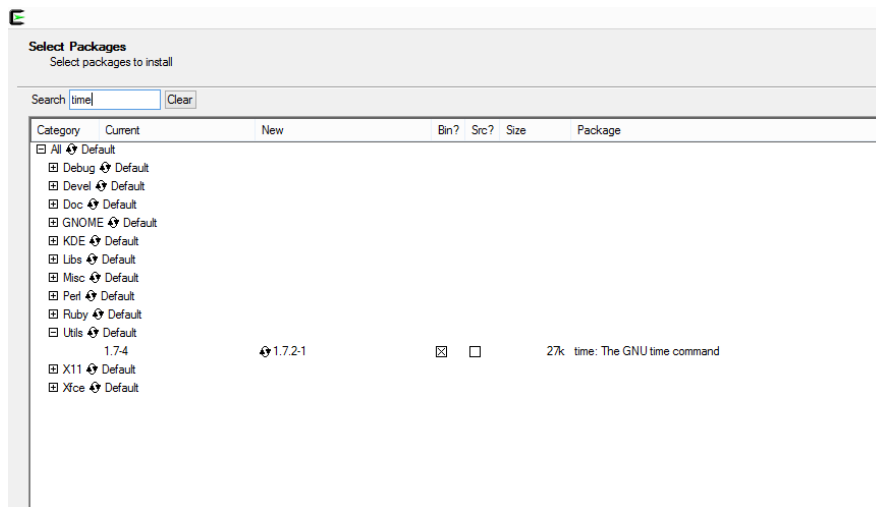 Select Packages
Select packages to install
Search time Clear
Category Current New Bin? Src? Size Package
All Default
Debug Default
Devel Default
Doc Default
GNOME Default
KDE Default
Libs Default
Misc Default
Perl Default
Ruby Default
Utils Default
1.7-4 1.7.2-1 27k time: The GNU time command
X11 Default
Xfce Default